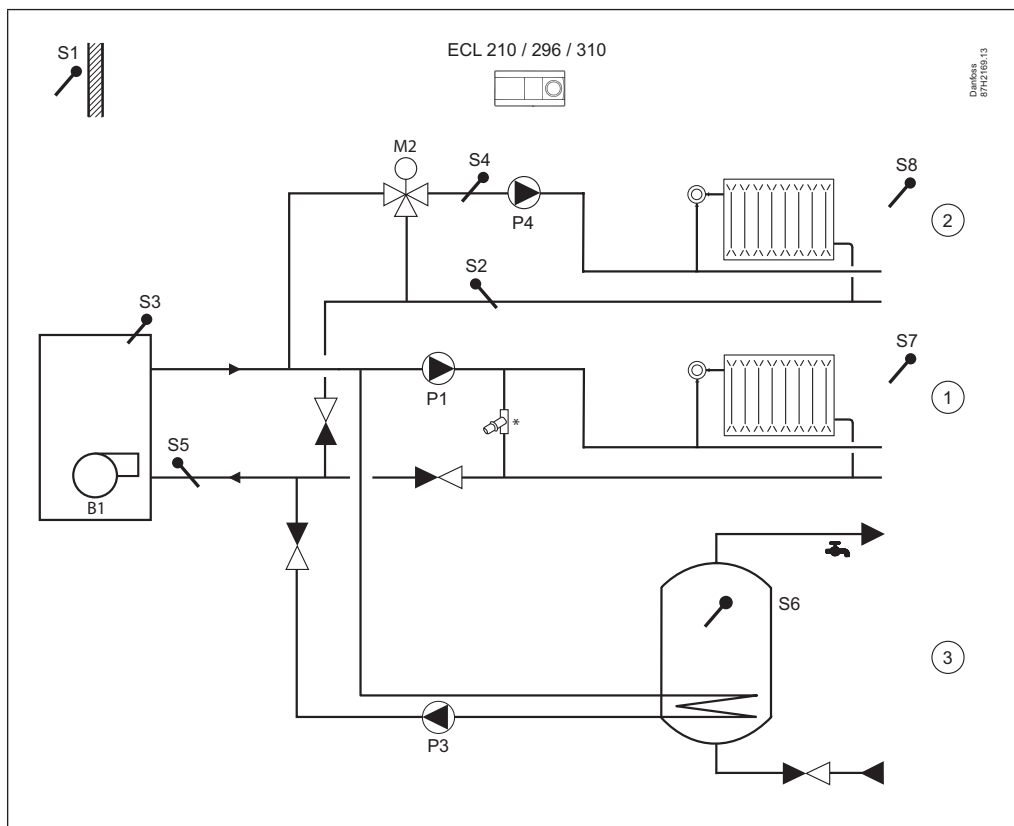 S1
ECL 210 / 296 / 310
Danfoss
87H2169.13
M2
S4
S8
P4
2
S2
S3
S7
P1
1
*
S5
B1
S6
3
P3